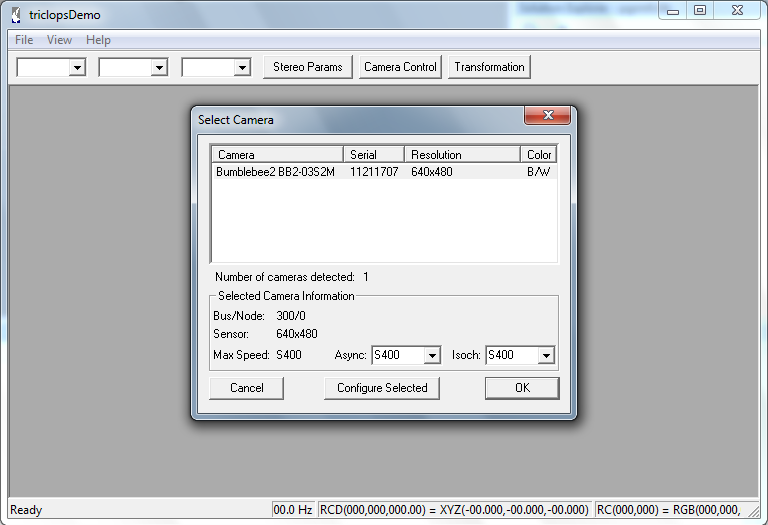 triclopsDemo
File View Help
Stereo Params Camera Control Transformation
Select Camera
Camera Serial Resolution Color
Bumblebee2 BB2-03S2M 11211707 640x480 B/W
Number of cameras detected: 1
Selected Camera Information
Bus/Node: 300/0
Sensor: 640x480
Max Speed: S400 Async: S400 Isoch: S400
Cancel Configure Selected OK
Ready 00.0 Hz RCD(000,000,000.00) = XYZ(-00.000,-00.000,-00.000) RC(000,000) = RGB(000,000,